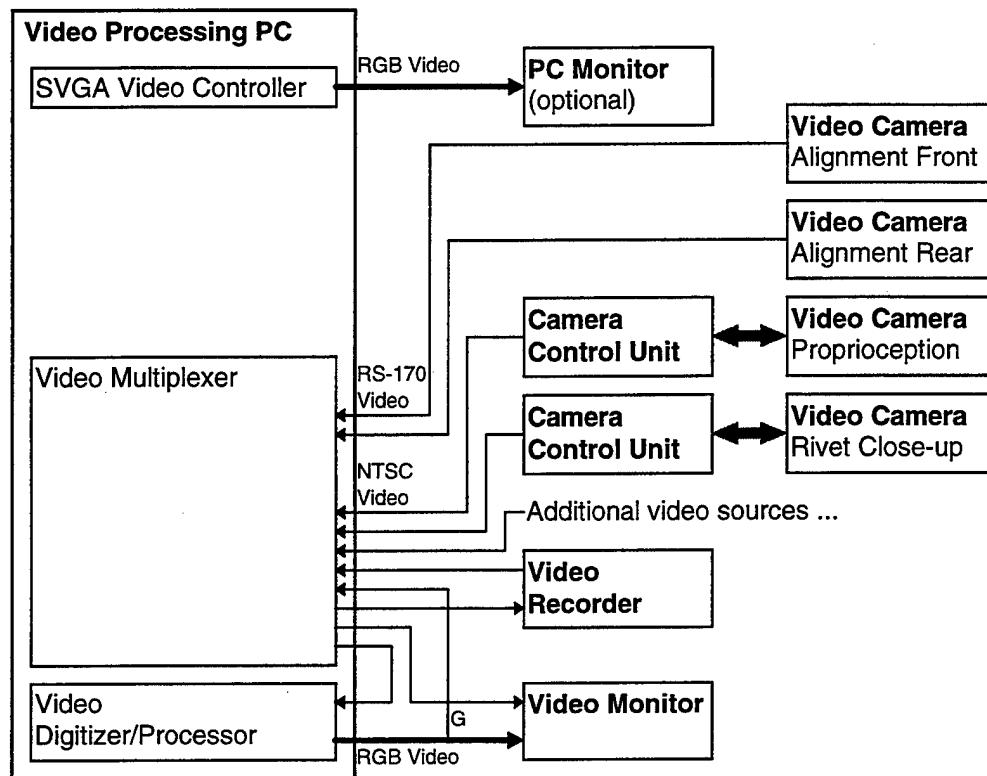 Video Processing PC
SVGA Video Controller
RGB Video
PC Monitor
(optional)
Video Camera
Alignment Front
Video Camera
Alignment Rear
Camera
Control Unit
Video Camera
Proprioception
Video Multiplexer
RS-170
Video
Camera
Control Unit
Video Camera
Rivet Close-up
NTSC
Video
Additional video sources ...
Video
Recorder
Video
Digitizer/Processor
G
RGB Video
Video Monitor